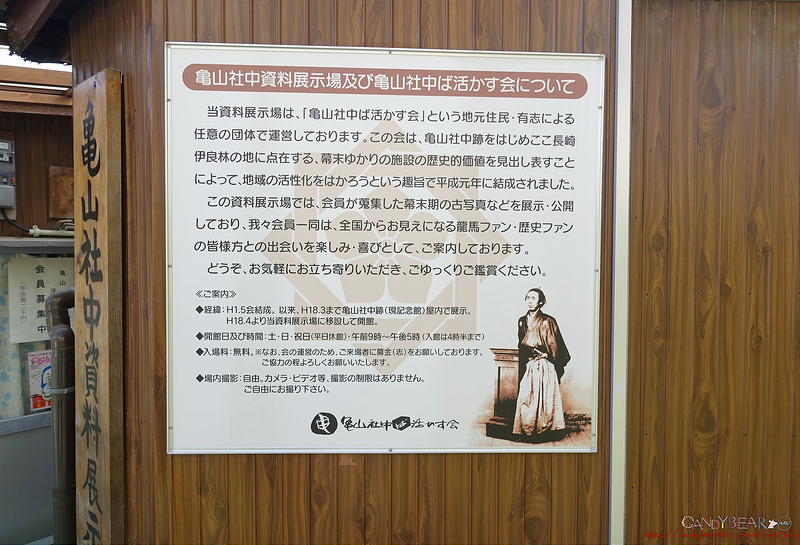 亀山社中資料展示場及び亀山社中ば活かす会について
当資料展示場は、「亀山社中ば活かす会」という地元住民・有志による
任意の団体で運営しております。この会は、亀山社中跡をはじめここ長崎
伊良林の地に点在する、幕末ゆかりの施設の歴史的価値を見出し表すこと
によって、地域の活性化をはかろうという趣旨で平成元年に結成されました。
この資料展示場では、会員が蒐集した幕末期の古写真などを展示・公開
しており、我々会員一同は、全国からお見えになる龍馬ファン・歴史ファン
の皆様方との出会いを楽しみ・喜びとして、ご案内しております。
どうぞ、お気軽にお立ち寄りいただき、ごゆっくりご鑑賞ください。
≪ご案内≫
◆経緯：H1.5会結成。以来、H18.3まで亀山社中跡（現記念館）屋内で展示。
H18.4より当資料展示場に移設して開館。
◆開館日及び時間：土・日・祝日（平日休館）・午前9時〜午後5時（入館は4時半まで）
◆入場料：無料。※なお、会の運営のため、ご来場者に募金（志）をお願いしております。
ご協力の程よろしくお願いいたします。
◆場内撮影：自由。カメラ・ビデオ等、撮影の制限はありません。
ご自由にお撮り下さい。
亀山社中ば活かす会
亀山社中資料展示
会員募集中
CANDYBEAR